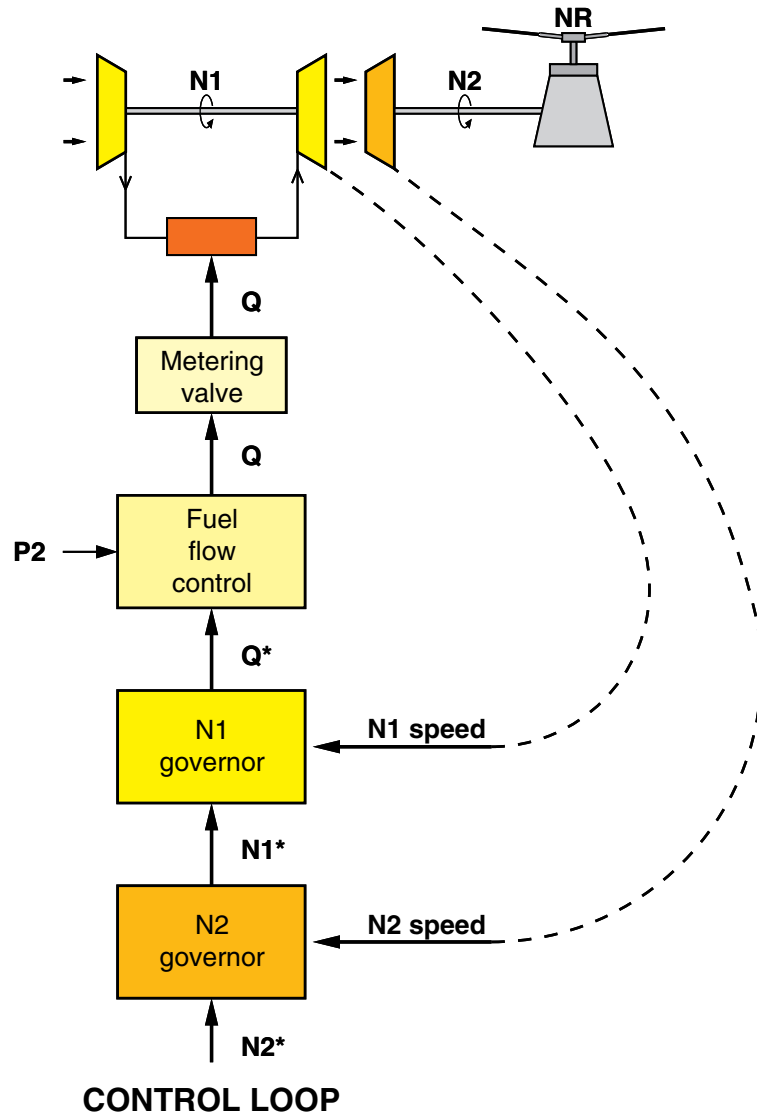 NR
N1
N2
Q
Metering
valve
Q
Fuel
flow
control
P2
Q*
N1
governor
N1 speed
N1*
N2
governor
N2 speed
N2*
CONTROL LOOP